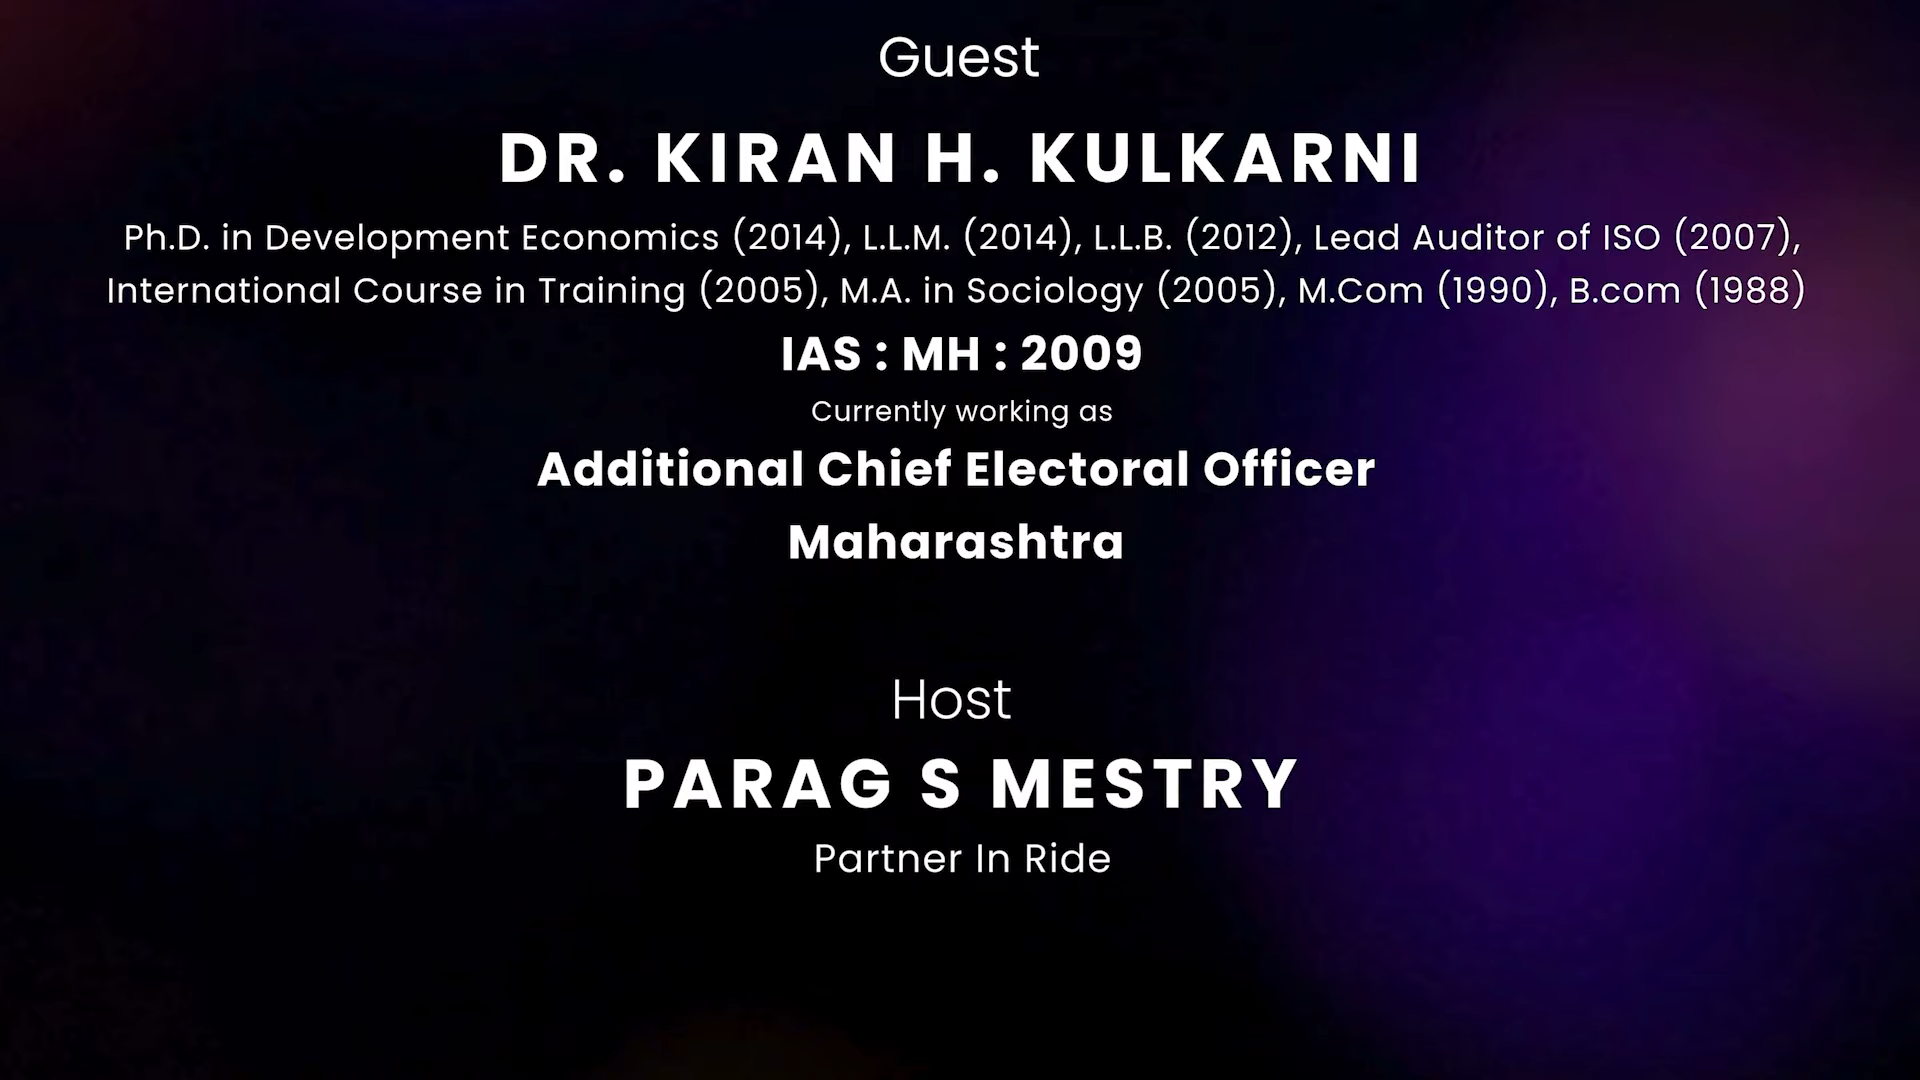 Guest
DR. KIRAN H. KULKARNI
Ph.D. in Development Economics (2014), L.L.M. (2014), L.L.B. (2012), Lead Auditor of ISO (2007),
International Course in Training (2005), M.A. in Sociology (2005), M.Com (1990), B.com (1988)
IAS : MH : 2009
Currently working as
Additional Chief Electoral Officer
Maharashtra
Host
PARAG S MESTRY
Partner In Ride